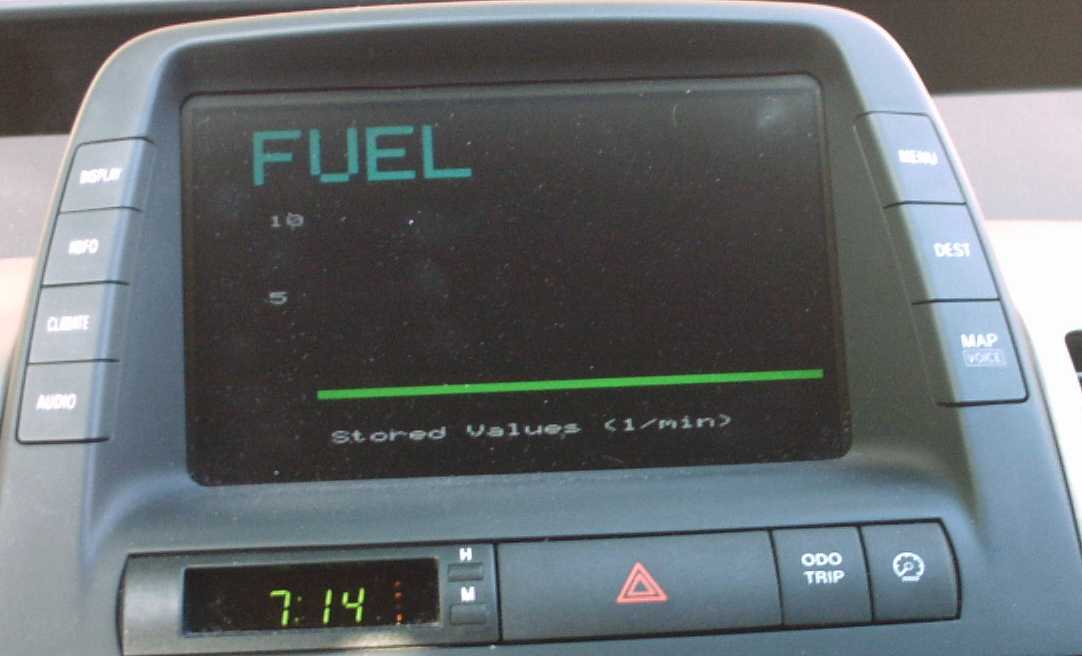 FUEL
10
5
Stored Values (1/min)
DISPLAY
INFO
CLIMATE
AUDIO
MENU
DEST
MAP
VOICE
7:14
H
M
ODO
TRIP